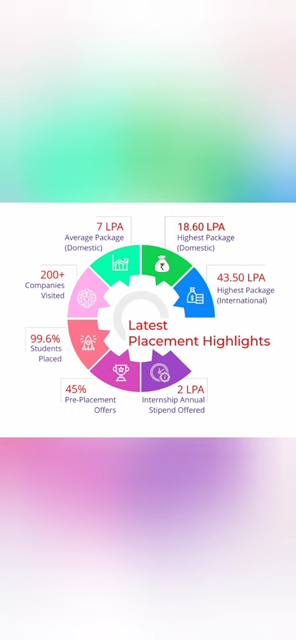 7 LPA
Average Package
(Domestic)
18.60 LPA
Highest Package
(Domestic)
200+
Companies
Visited
43.50 LPA
Highest Package
(International)
Latest
Placement Highlights
99.6%
Students
Placed
45%
Pre-Placement
Offers
2 LPA
Internship Annual
Stipend Offered